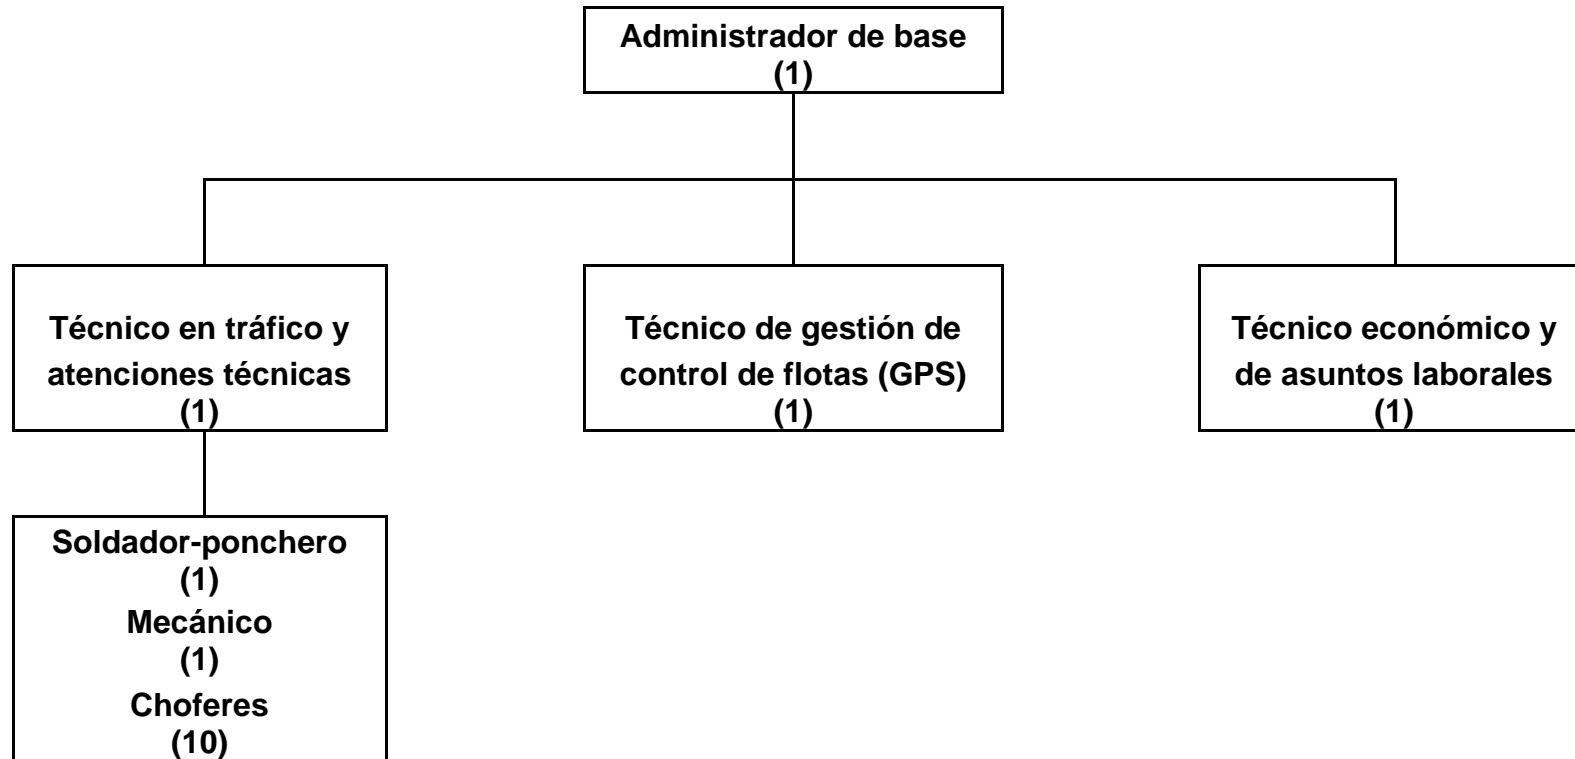 Administrador de base
(1)
Técnico en tráfico y
atenciones técnicas
(1)
Técnico de gestión de
control de flotas (GPS)
(1)
Técnico económico y
de asuntos laborales
(1)
Soldador-ponchero
(1)
Mecánico
(1)
Choferes
(10)